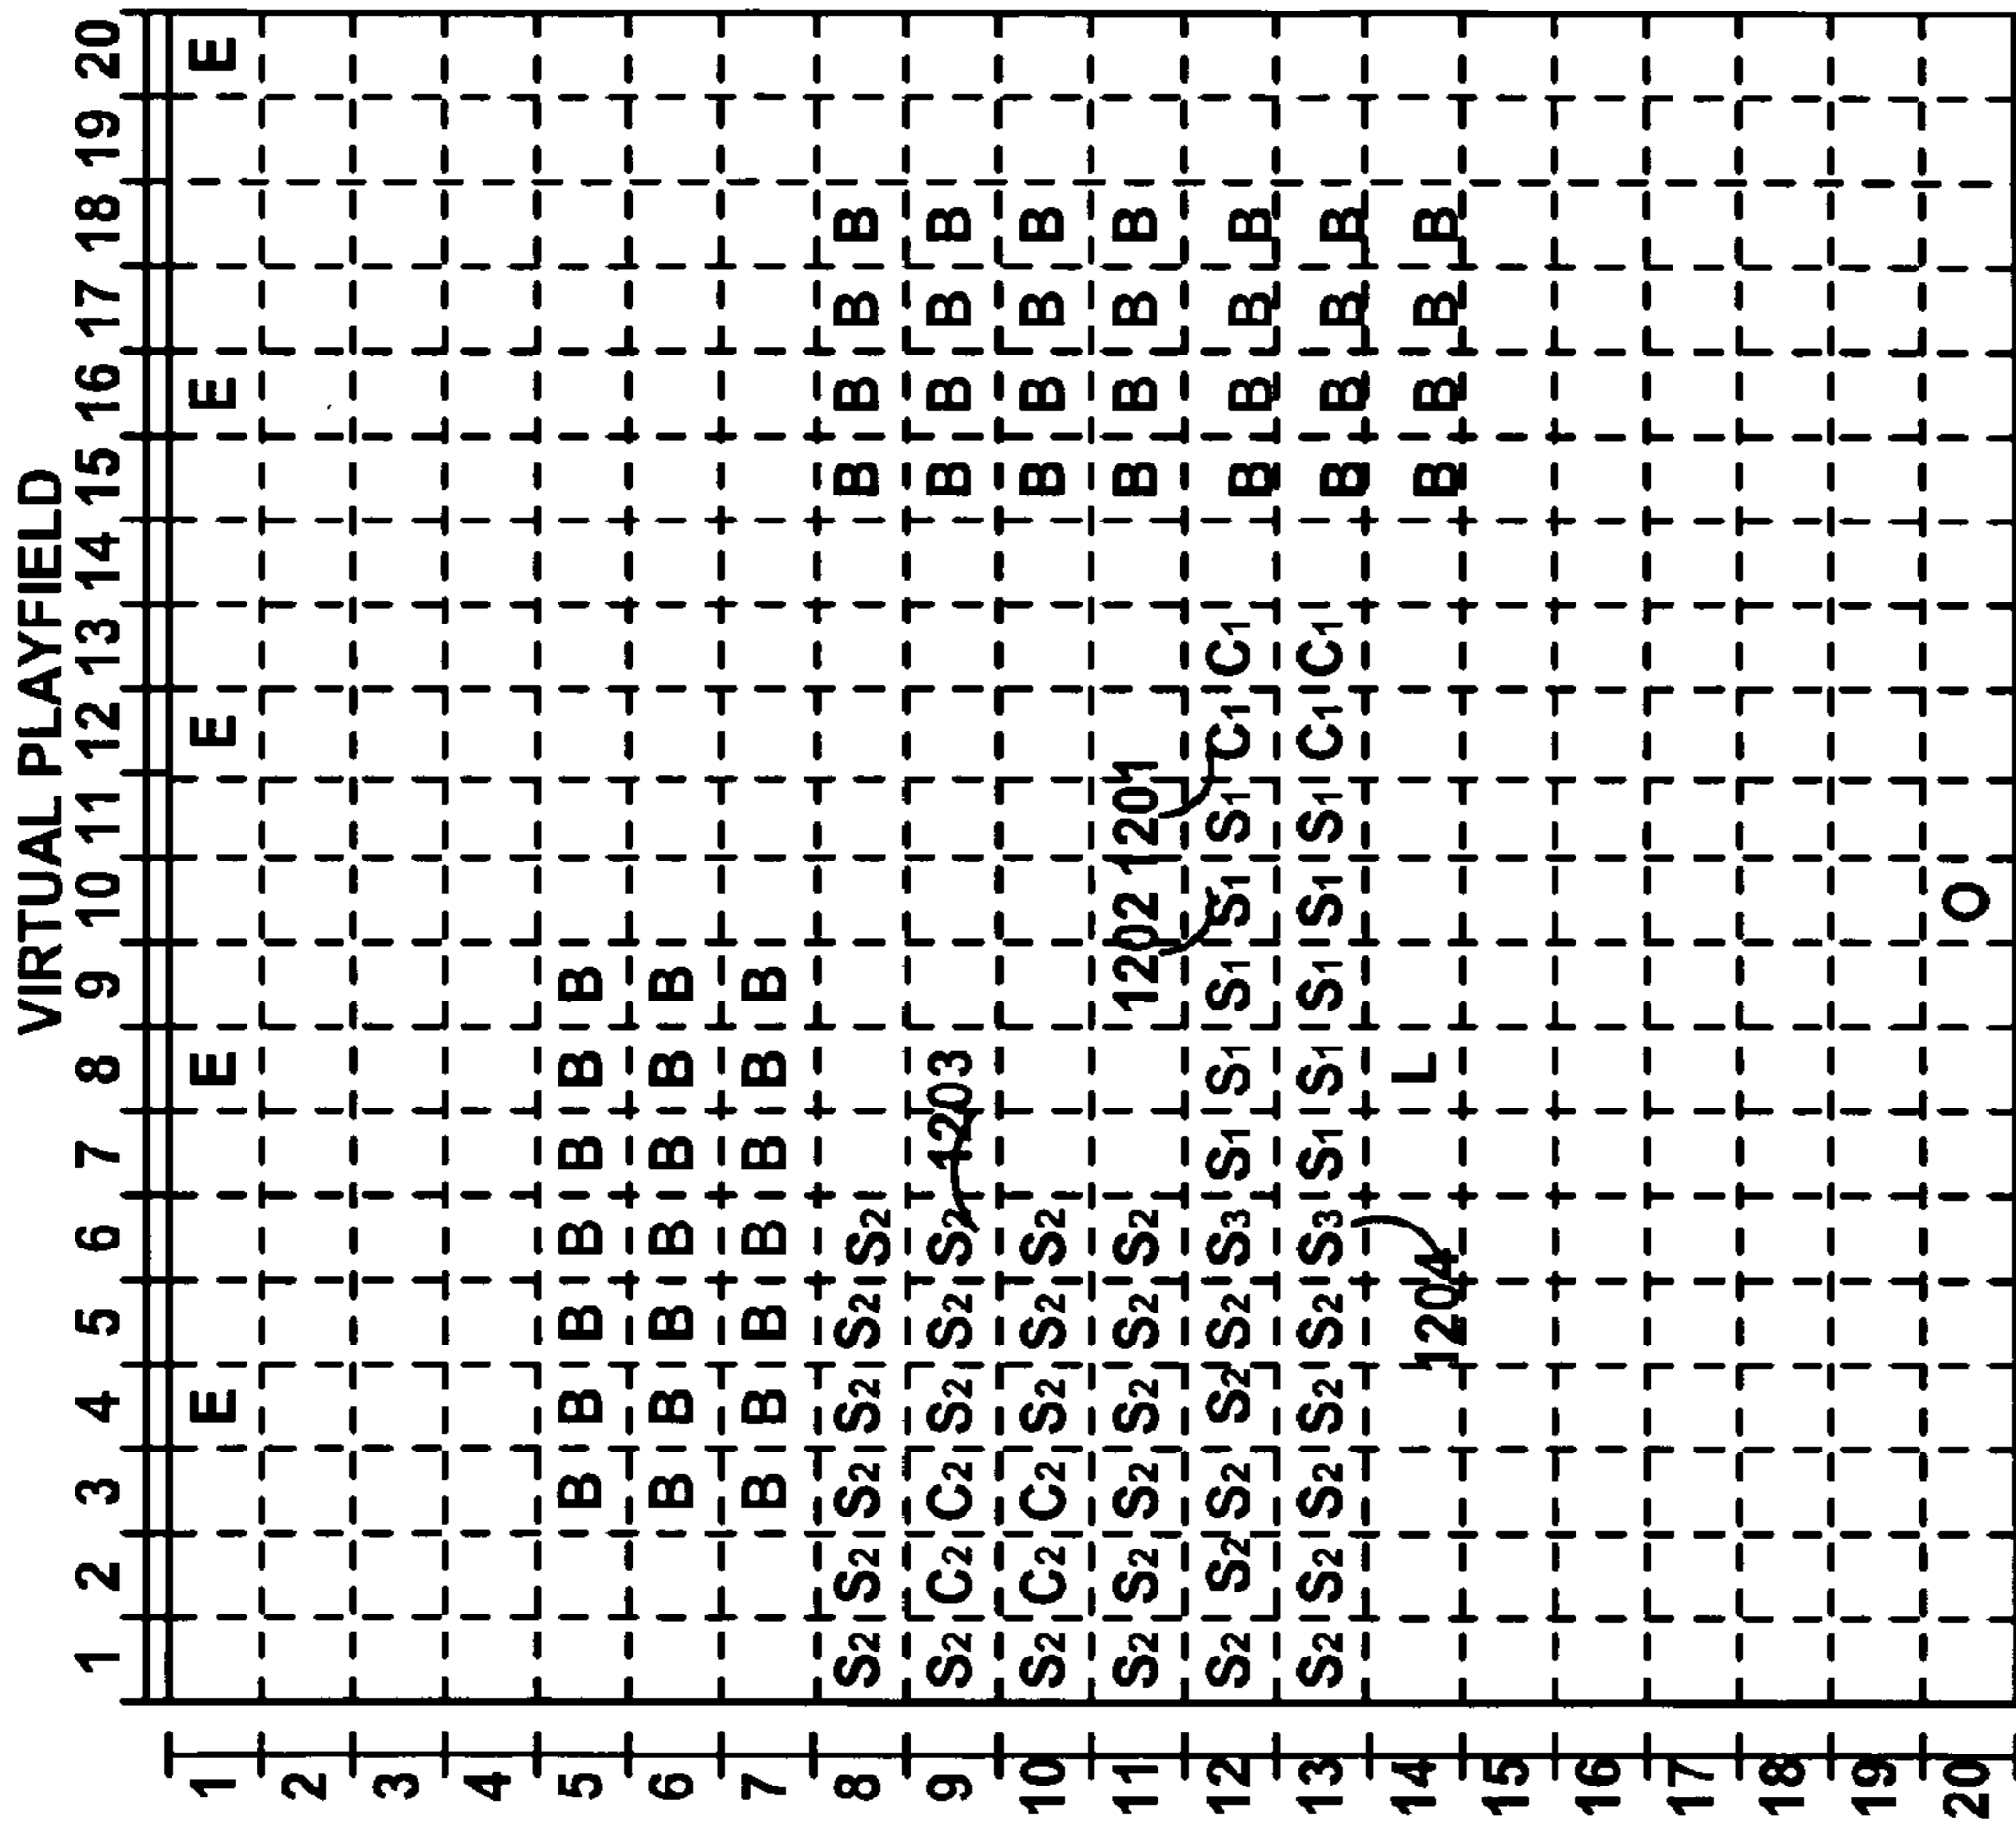 VIRTUAL PLAYFIELD
1 2 3 4 5 6 7 8 9 10 11 12 13 14 15 16 17 18 19 20
1 E E E E E
2
3
4
5 B B B B B B B
6 B B B B B B B
7 B B B B B B B
8 S2 S2 S2 S2 S2 S2 B B B B
9 S2 C2 C2 S2 S2 S2 1203 B B B B
10 S2 C2 C2 S2 S2 S2 B B B B
11 S2 S2 S2 S2 S2 S2 1202 1201 B B B B
12 S2 S2 S2 S2 S2 S3 S1 S1 S1 S1 S1 C1 C1 B B B B
13 S2 S2 S2 S2 S2 S3 S1 S1 S1 S1 S1 C1 C1 B B B B
14 1204 L B B B B
15
16
17
18
19
20 O